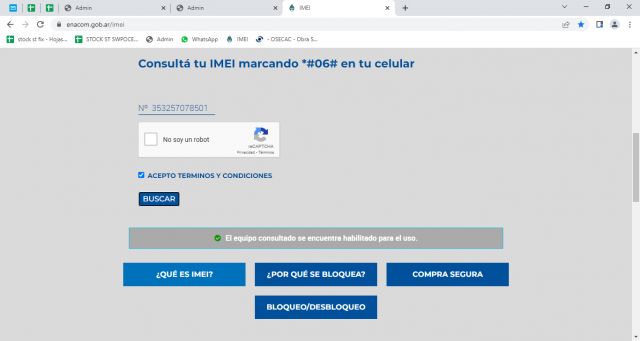 Admin
Admin
IMEI
enacom.gob.ar/imei
stock st fix - Hojas...
STOCK ST SWPOCE...
Admin
WhatsApp
IMEI
- OSECAC - Obra S...
Consultá tu IMEI marcando *#06# en tu celular
Nº 353257078501
No soy un robot
reCAPTCHA
Privacidad - Términos
ACEPTO TERMINOS Y CONDICIONES
BUSCAR
El equipo consultado se encuentra habilitado para el uso.
¿QUÉ ES IMEI?
¿POR QUÉ SE BLOQUEA?
COMPRA SEGURA
BLOQUEO/DESBLOQUEO